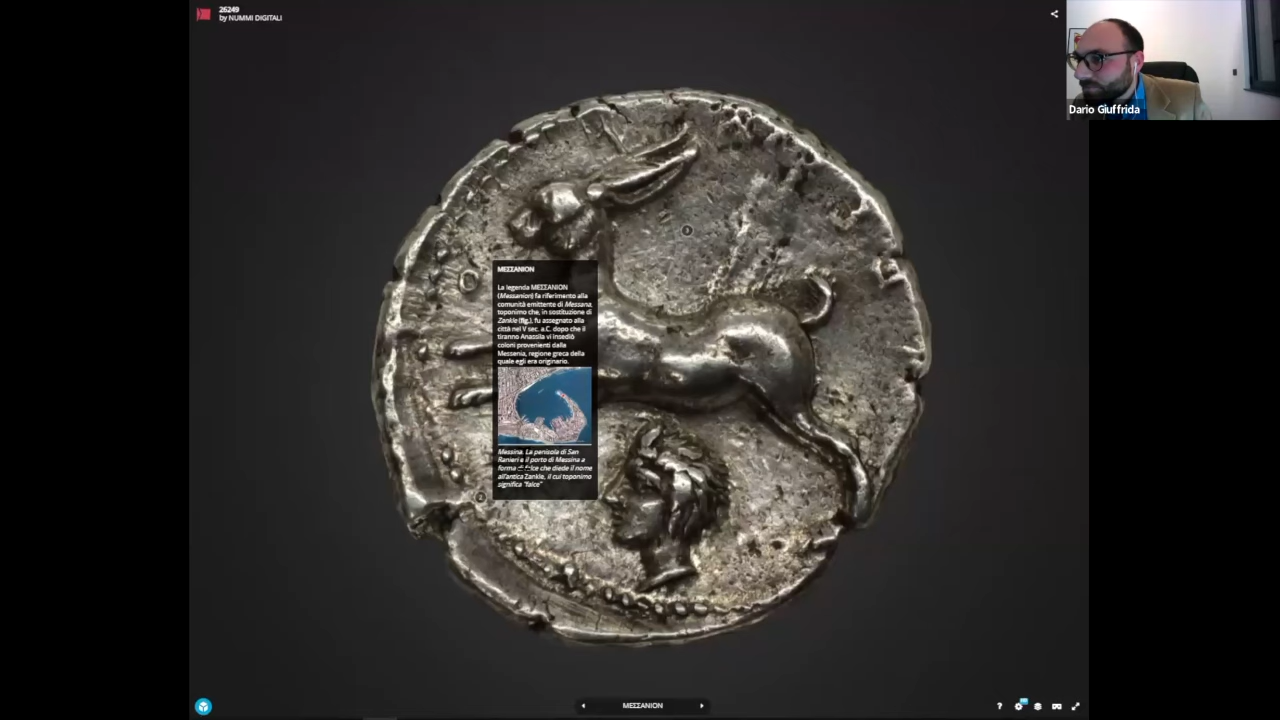 26249
by NUMMI DIGITALI
Dario Giuffrida
3
ΜΕΣΣΑΝΙΟΝ
La legenda ΜΕΣΣΑΝΙΟΝ
(Messanion) fa riferimento alla
comunità emittente di Messana,
toponimo che, in sostituzione di
Zankle (fig.), fu assegnato alla
città nel V sec. a.C. dopo che il
tiranno Anassila vi insediò
coloni provenienti dalla
Messenia, regione greca della
quale egli era originario.
Messina. La penisola di San
Ranieri e il porto di Messina a
forma che diede il nome
all'antica Zankle, il cui toponimo
significa "falce"
2
ΜΕΣΣΑΝΙΟΝ
?